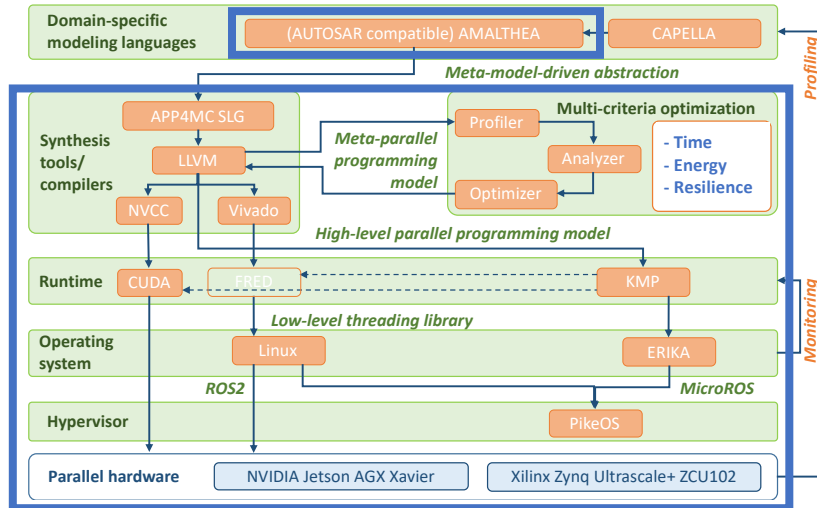 Domain-specific
modeling languages
(AUTOSAR compatible) AMALTHEA
CAPELLA
Profiling
Meta-model-driven abstraction
Synthesis
tools/
compilers
APP4MC SLG
LLVM
NVCC
Vivado
Meta-parallel
programming
model
Multi-criteria optimization
Profiler
Analyzer
Optimizer
- Time
- Energy
- Resilience
High-level parallel programming model
Runtime
CUDA
FRED
KMP
Monitoring
Low-level threading library
Operating
system
Linux
ERIKA
ROS2
MicroROS
Hypervisor
PikeOS
Parallel hardware
NVIDIA Jetson AGX Xavier
Xilinx Zynq Ultrascale+ ZCU102